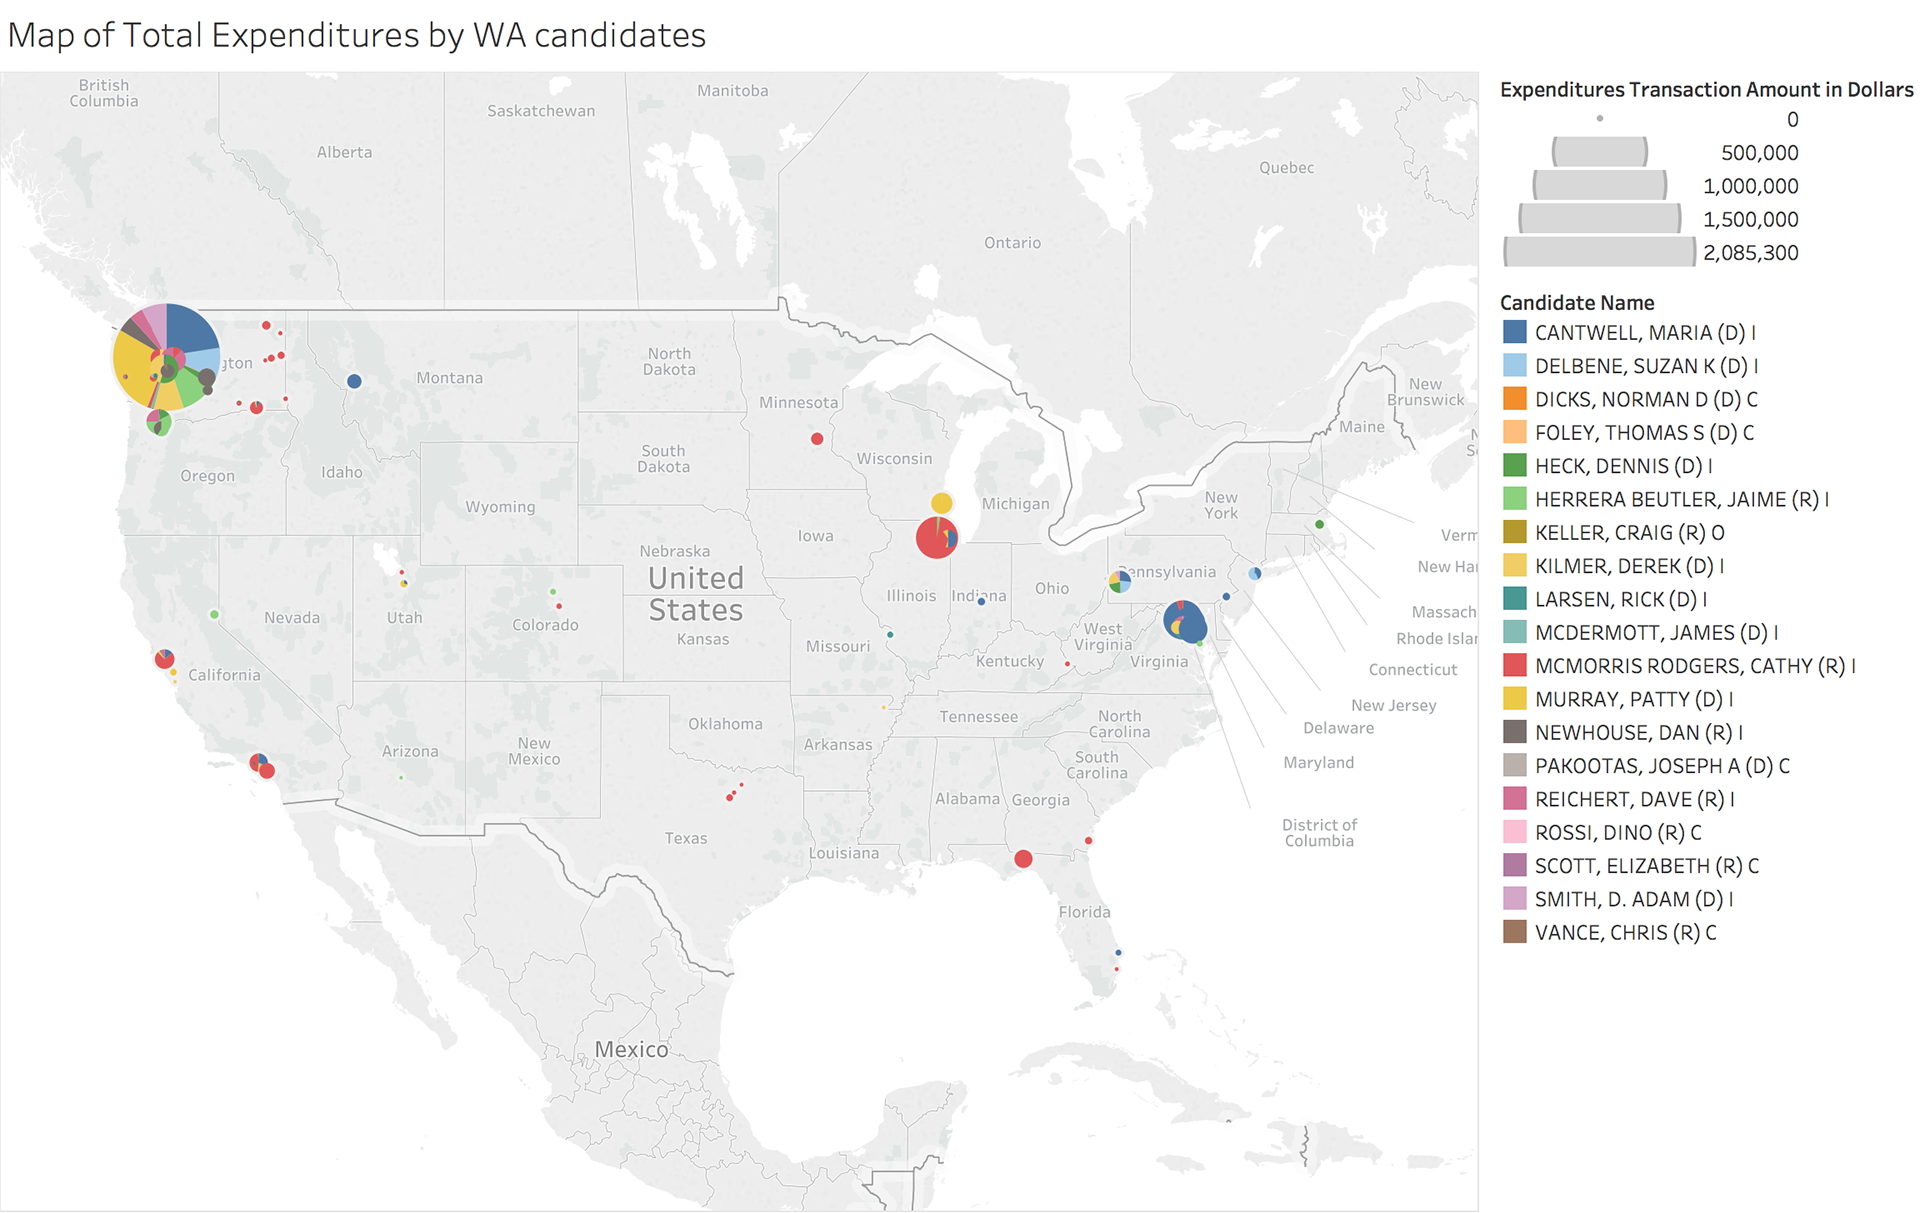 Map of Total Expenditures by WA candidates
British
Columbia
Alberta
Saskatchewan
Manitoba
Ontario
Quebec
New
Brunswick
Maine
N
S
gton
Montana
North
Dakota
Minnesota
Wisconsin
Michigan
New
York
Oregon
Idaho
South
Dakota
Wyoming
Iowa
Nebraska
United
States
Kansas
Illinois
Indiana
Ohio
Pennsylvania
Verm
New Ham
Massach
Rhode Islan
Connecticut
New Jersey
Delaware
Maryland
District of
Columbia
Nevada
Utah
Colorado
California
Missouri
Kentucky
West
Virginia
Virginia
Arizona
New
Mexico
Oklahoma
Arkansas
Tennessee
North
Carolina
South
Carolina
Alabama
Georgia
Texas
Louisiana
Florida
Mexico
Expenditures Transaction Amount in Dollars
0
500,000
1,000,000
1,500,000
2,085,300
Candidate Name
CANTWELL, MARIA (D) I
DELBENE, SUZAN K (D) I
DICKS, NORMAN D (D) C
FOLEY, THOMAS S (D) C
HECK, DENNIS (D) I
HERRERA BEUTLER, JAIME (R) I
KELLER, CRAIG (R) O
KILMER, DEREK (D) I
LARSEN, RICK (D) I
MCDERMOTT, JAMES (D) I
MCMORRIS RODGERS, CATHY (R) I
MURRAY, PATTY (D) I
NEWHOUSE, DAN (R) I
PAKOOTAS, JOSEPH A (D) C
REICHERT, DAVE (R) I
ROSSI, DINO (R) C
SCOTT, ELIZABETH (R) C
SMITH, D. ADAM (D) I
VANCE, CHRIS (R) C